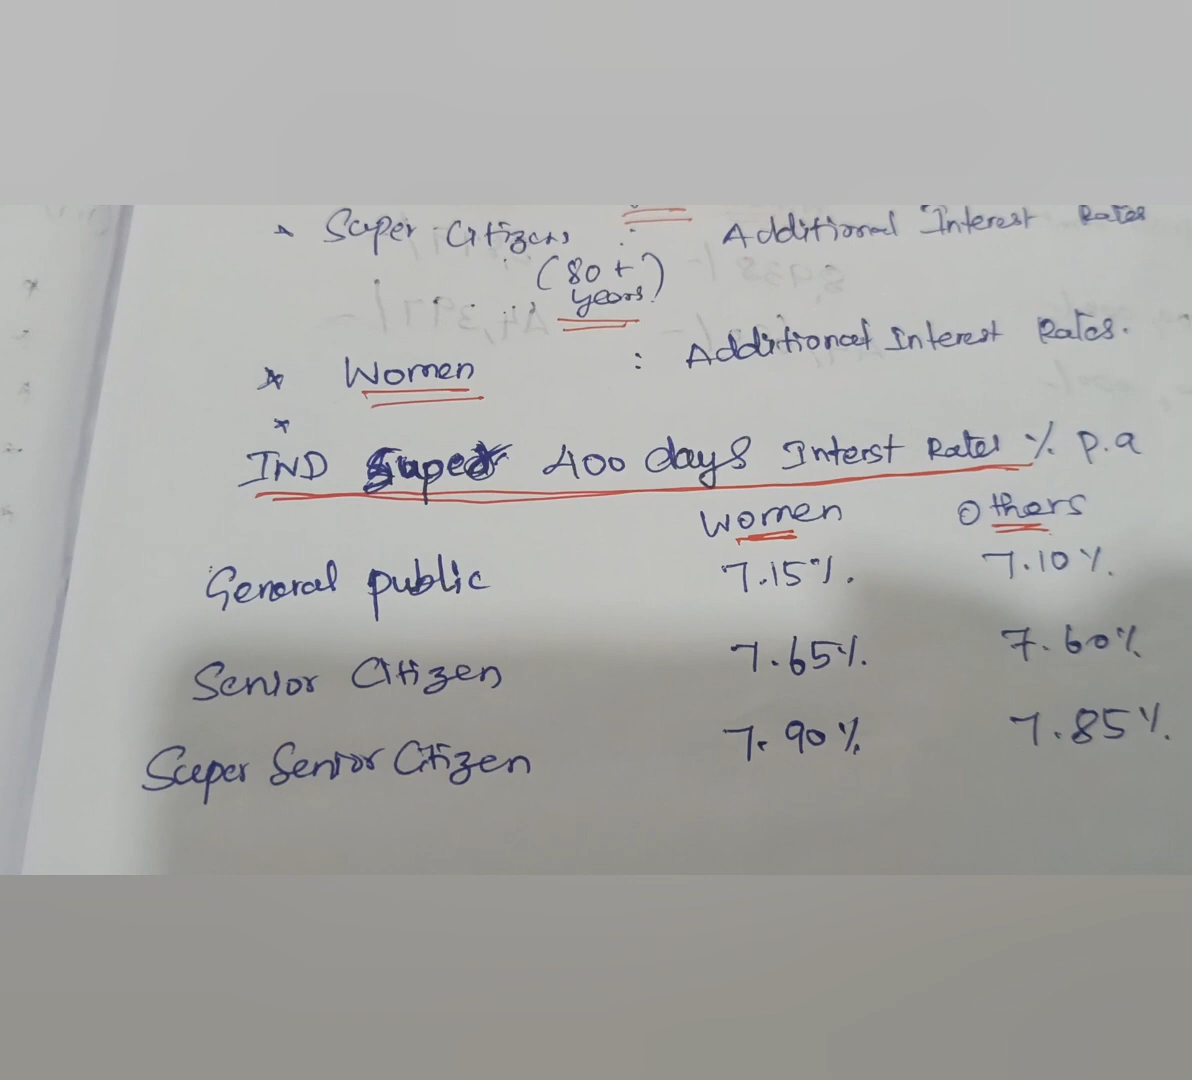 * Super Citizens : Additional Interest Rates
(80+
years)
* Women : Additional Interest Rates.
*
IND Super 400 days Interst Rates % P.a
Women Others
General public 7.15% 7.10%
Senior Citizen 7.65% 7.60%
Super Senior Citizen 7.90% 7.85%